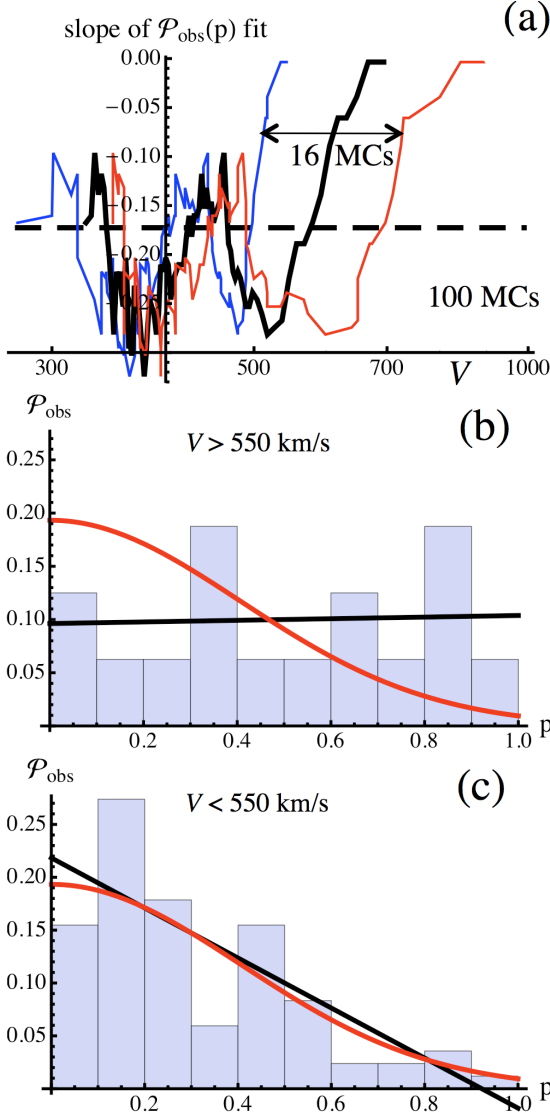 slope of 𝒫obs(p) fit
(a)
0.00
−0.05
−0.10
16 MCs
−0.15
−0.20
100 MCs
300
500
700
1000
V
𝒫obs
(b)
V > 550 km/s
0.25
0.20
0.15
0.10
0.05
0.2
0.4
0.6
0.8
1.0
p
𝒫obs
(c)
V < 550 km/s
0.25
0.20
0.15
0.10
0.05
0.2
0.4
0.6
0.8
1.0
p